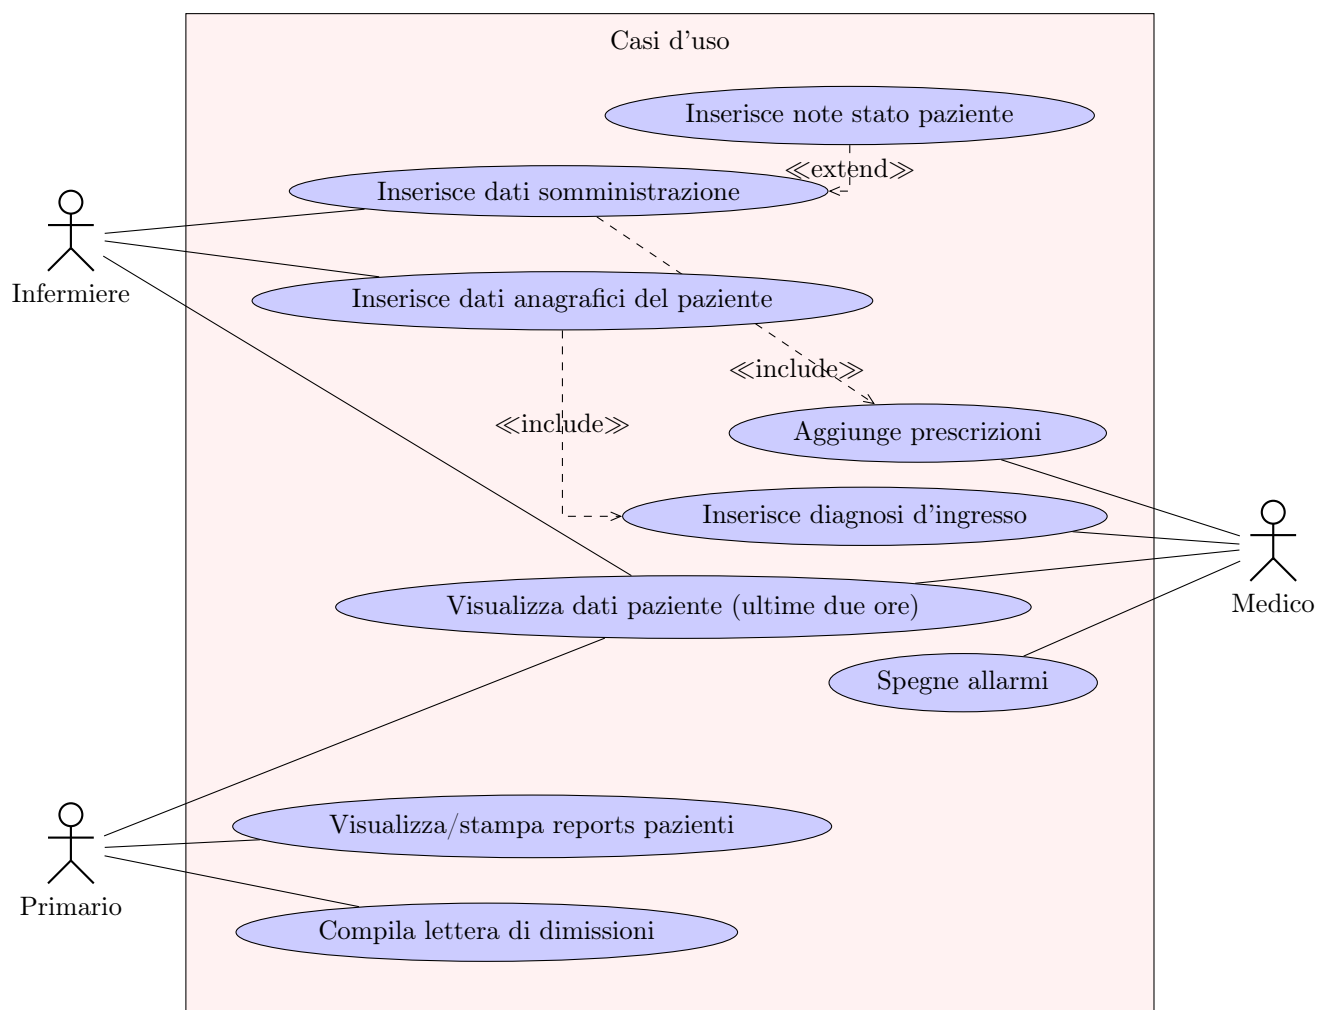 Casi d'uso
Inserisce note stato paziente
≪extend≫
Inserisce dati somministrazione
Infermiere
Inserisce dati anagrafici del paziente
≪include≫
≪include≫
Aggiunge prescrizioni
Inserisce diagnosi d'ingresso
Medico
Visualizza dati paziente (ultime due ore)
Spegne allarmi
Visualizza/stampa reports pazienti
Primario
Compila lettera di dimissioni